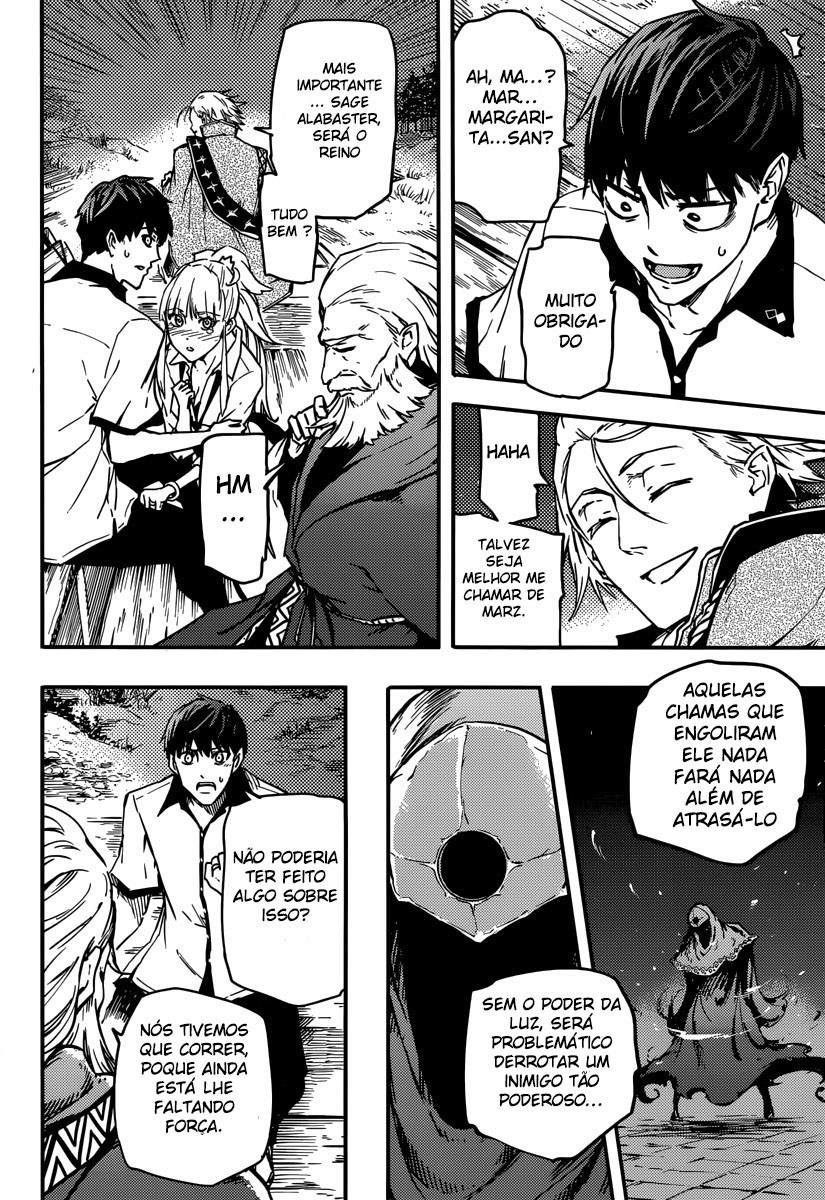 AH, MA...?
MAR...
MARGARI-
TA...SAN?
MUITO
OBRIGA-
DO
HAHA
TALVEZ
SEJA
MELHOR ME
CHAMAR DE
MARZ.
MAIS
IMPORTANTE
... SAGE
ALABASTER,
SERÁ O
REINO
TUDO
BEM ?
HM
...
AQUELAS
CHAMAS QUE
ENGOLIRAM
ELE NADA
FARÁ NADA
ALÉM DE
ATRASÁ-LO
SEM O PODER DA
LUZ, SERÁ
PROBLEMÁTICO
DERROTAR UM
INIMIGO TÃO
PODEROSO...
NÃO PODERIA
TER FEITO
ALGO SOBRE
ISSO?
NÓS TIVEMOS
QUE CORRER,
POQUE AINDA
ESTÁ LHE
FALTANDO
FORÇA.